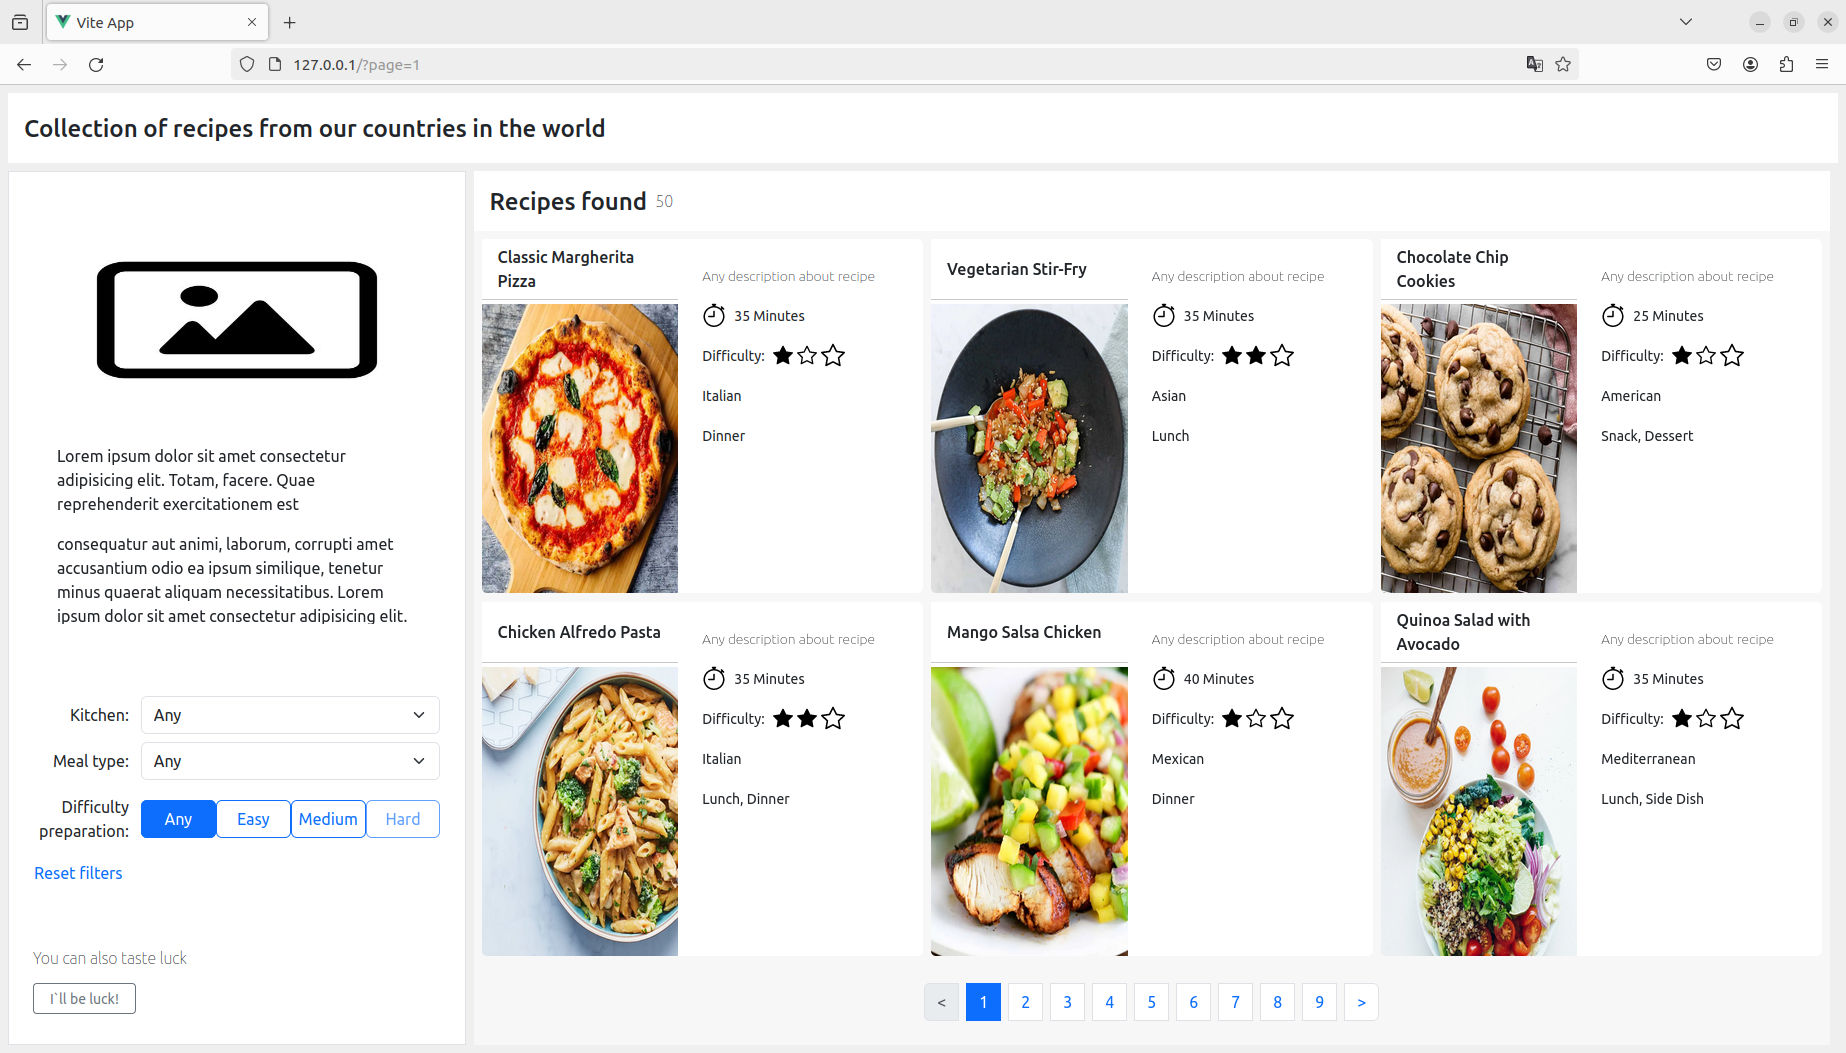 Vite App
127.0.0.1/?page=1
Collection of recipes from our countries in the world
Lorem ipsum dolor sit amet consectetur
adipisicing elit. Totam, facere. Quae
reprehenderit exercitationem est
consequatur aut animi, laborum, corrupti amet
accusantium odio ea ipsum similique, tenetur
minus quaerat aliquam necessitatibus. Lorem
ipsum dolor sit amet consectetur adipisicing elit.
Kitchen: Any
Meal type: Any
Difficulty
preparation:
Any Easy Medium Hard
Reset filters
You can also taste luck
I`ll be luck!
Recipes found 50
Classic Margherita
Pizza
Any description about recipe
35 Minutes
Difficulty:
Italian
Dinner
Vegetarian Stir-Fry
Any description about recipe
35 Minutes
Difficulty:
Asian
Lunch
Chocolate Chip
Cookies
Any description about recipe
25 Minutes
Difficulty:
American
Snack, Dessert
Chicken Alfredo Pasta
Any description about recipe
35 Minutes
Difficulty:
Italian
Lunch, Dinner
Mango Salsa Chicken
Any description about recipe
40 Minutes
Difficulty:
Mexican
Dinner
Quinoa Salad with
Avocado
Any description about recipe
35 Minutes
Difficulty:
Mediterranean
Lunch, Side Dish
< 1 2 3 4 5 6 7 8 9 >